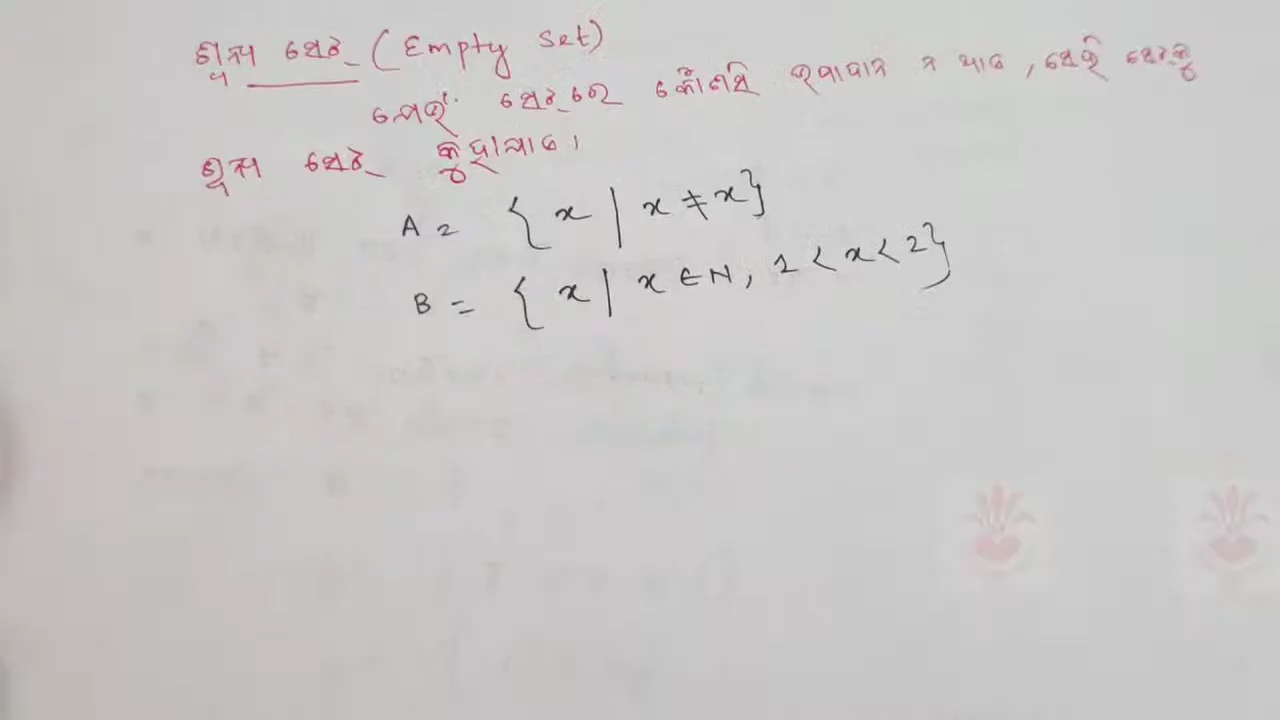 ଶୂନ୍ୟ ସେଟ୍ (Empty set)
ଯେଉଁ ସେଟ୍ ରେ କୌଣସି ଉପାଦାନ ନ ଥାଏ, ସେହି ସେଟ୍ କୁ
ଶୂନ୍ୟ ସେଟ୍ କୁହାଯାଏ।
A = { x | x ≠ x}
B = { x | x ∈ N, 1 < x < 2}